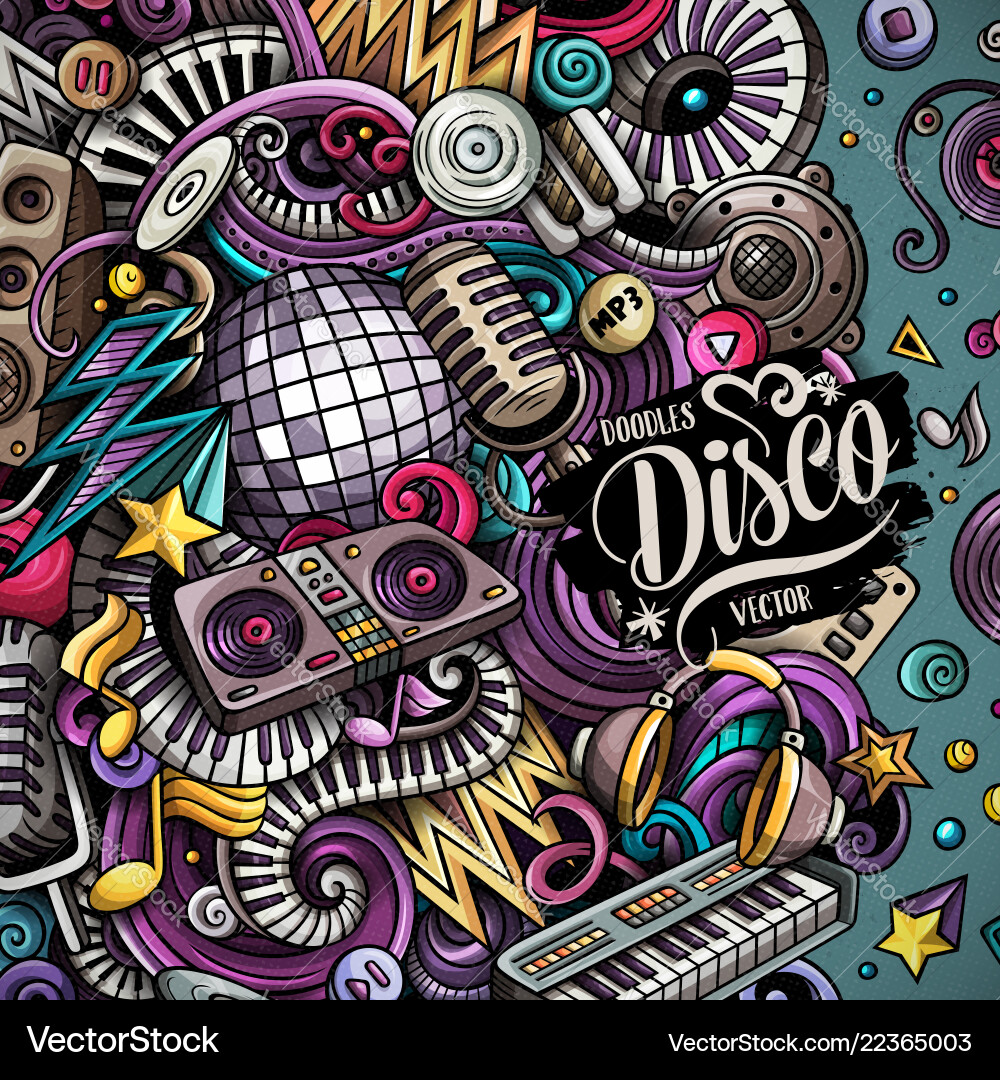 MP3
DOODLES
Disco
VECTOR
VectorStock®
VectorStock.com/22365003